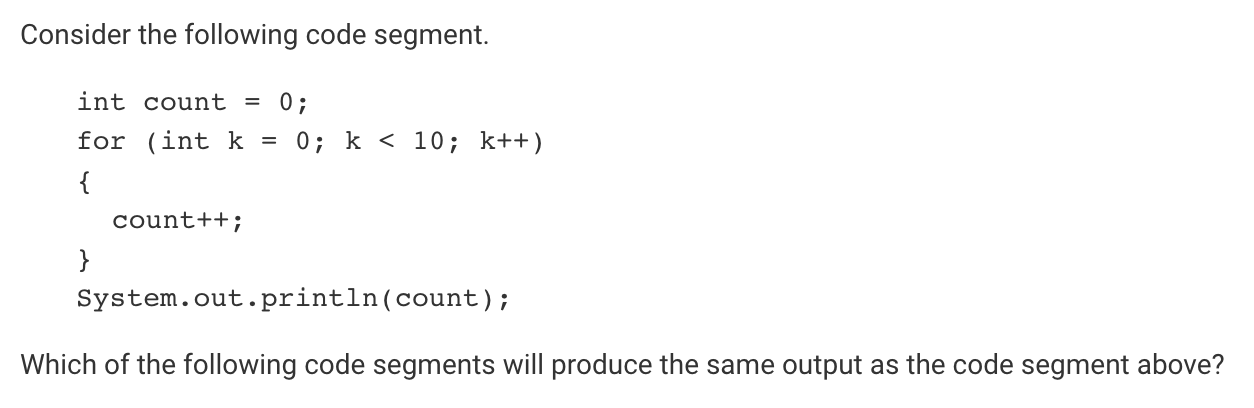 Consider the following code segment.
int count = 0;
for (int k = 0; k < 10; k++)
{
count++;
}
System.out.println(count);
Which of the following code segments will produce the same output as the code segment above?